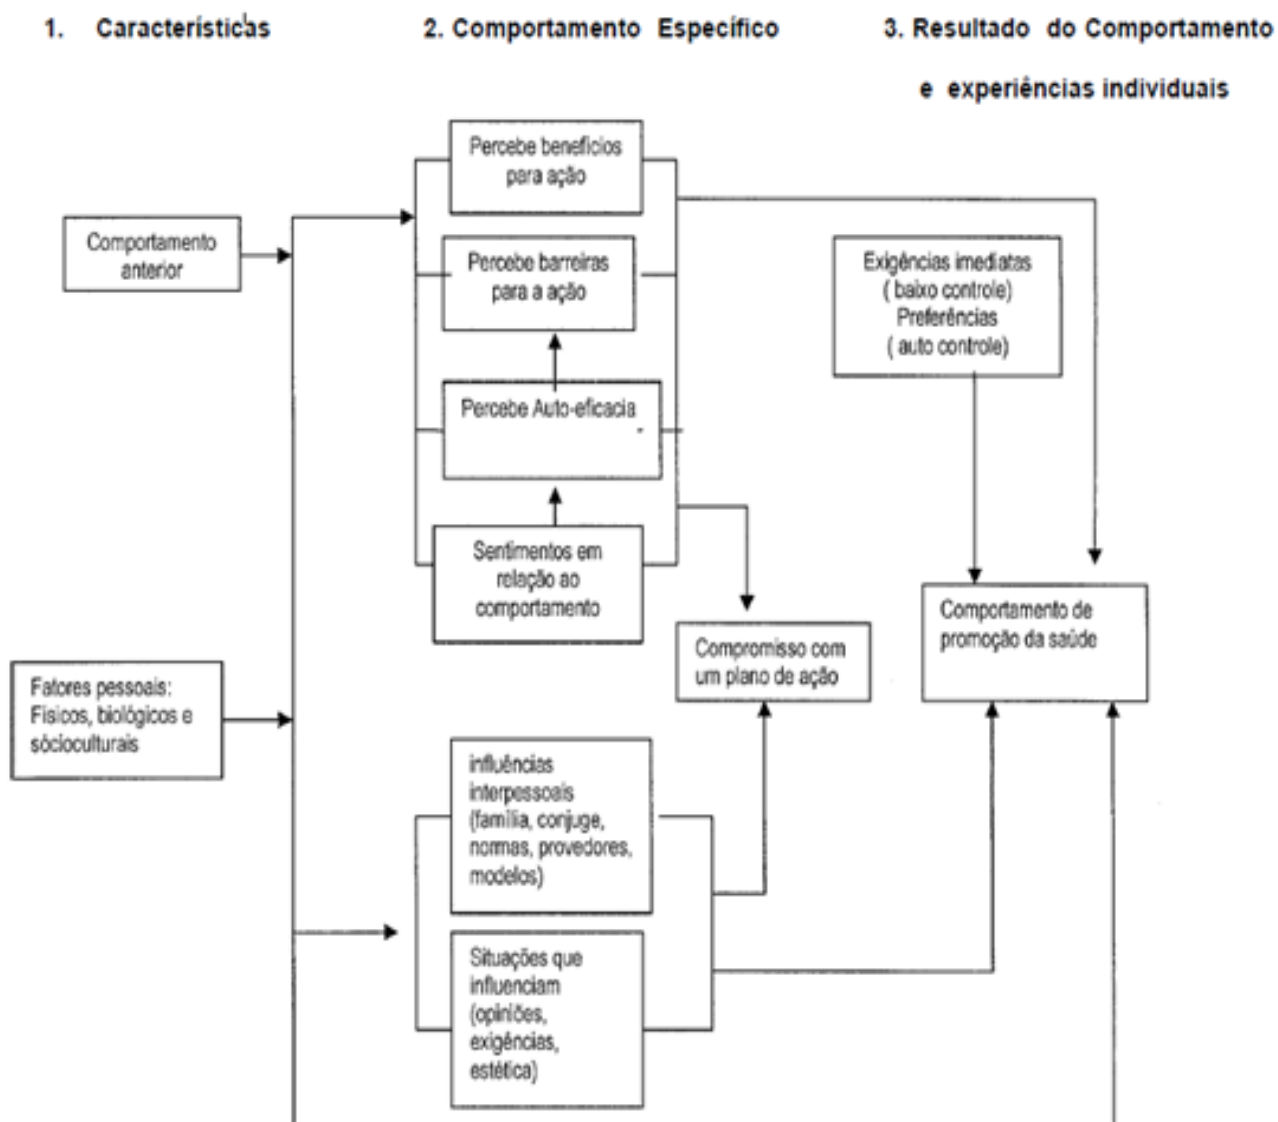 1. Características
2. Comportamento Específico
3. Resultado do Comportamento
e experiências individuais
Comportamento
anterior
Fatores pessoais:
Físicos, biológicos e
sócioculturais
Percebe benefícios
para ação
Percebe barreiras
para a ação
Percebe Auto-eficacia
Sentimentos em
relação ao
comportamento
influências
interpessoais
(família, conjuge,
normas, provedores,
modelos)
Situações que
influenciam
(opiniões,
exigências,
estética)
Compromisso com
um plano de ação
Exigências imediatas
( baixo controle)
Preferências
( auto controle)
Comportamento de
promoção da saúde